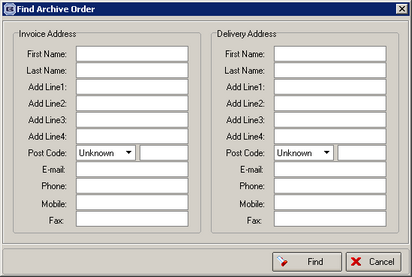 Find Archive Order
Invoice Address
First Name:
Last Name:
Add Line1:
Add Line2:
Add Line3:
Add Line4:
Post Code: Unknown
E-mail:
Phone:
Mobile:
Fax:
Delivery Address
First Name:
Last Name:
Add Line1:
Add Line2:
Add Line3:
Add Line4:
Post Code: Unknown
E-mail:
Phone:
Mobile:
Fax:
Find
Cancel